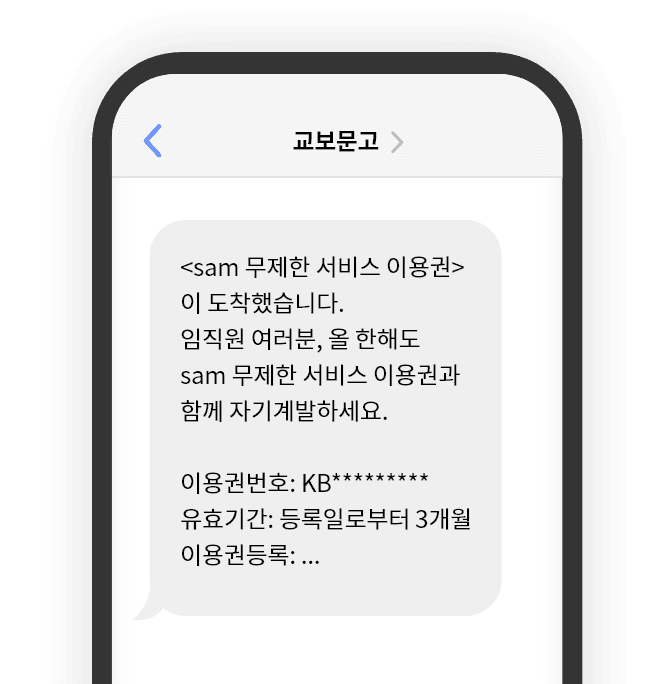 교보문고
<sam 무제한 서비스 이용권>
이 도착했습니다.
임직원 여러분, 올 한해도
sam 무제한 서비스 이용권과
함께 자기계발하세요.
이용권번호: KB*********
유효기간: 등록일로부터 3개월
이용권등록: ...